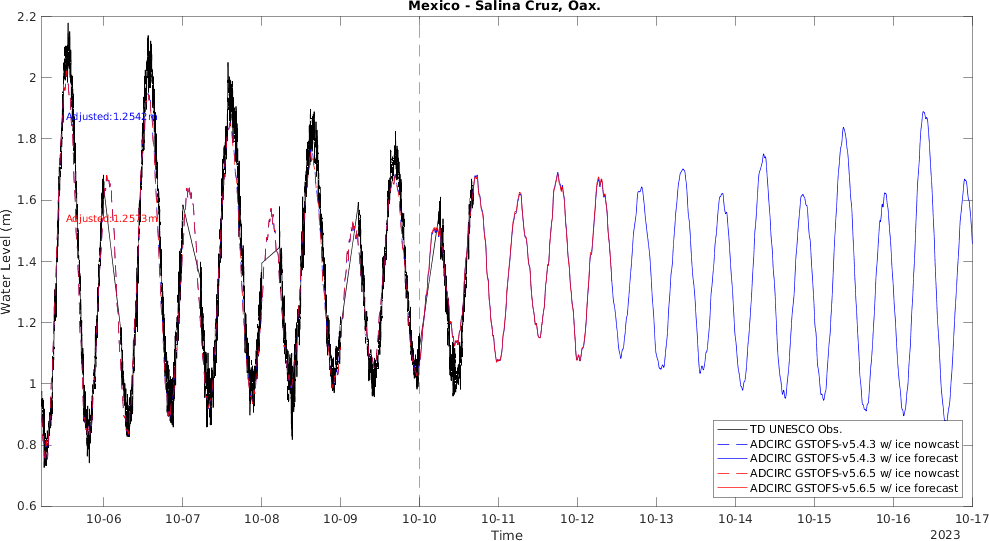 Mexico - Salina Cruz, Oax.
2.2
2
1.8
1.6
1.4
1.2
1
0.8
0.6
Water Level (m)
Adjusted:1.2542m
Adjusted:1.2573m
TD UNESCO Obs.
ADCIRC GSTOFS-v5.4.3 w/ ice nowcast
ADCIRC GSTOFS-v5.4.3 w/ ice forecast
ADCIRC GSTOFS-v5.6.5 w/ ice nowcast
ADCIRC GSTOFS-v5.6.5 w/ ice forecast
10-06 10-07 10-08 10-09 10-10 10-11 10-12 10-13 10-14 10-15 10-16 10-17
Time
2023